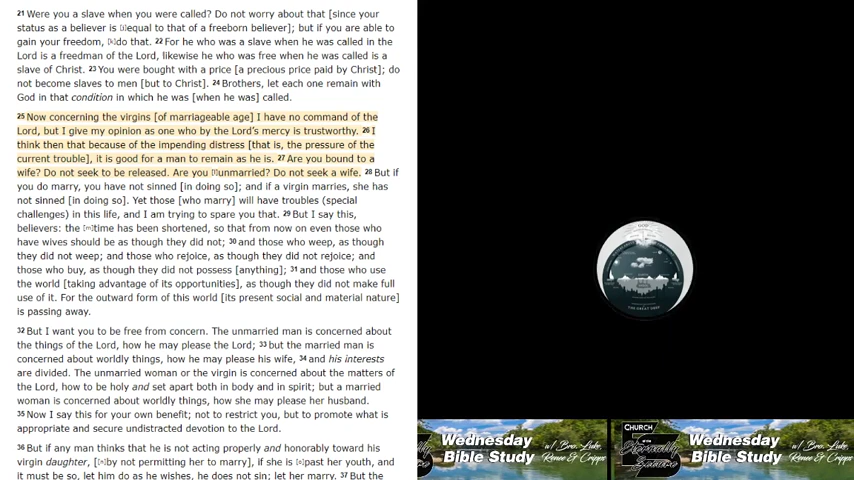 21 Were you a slave when you were called? Do not worry about that [since your
status as a believer is [j]equal to that of a freeborn believer]; but if you are able to
gain your freedom, [k]do that. 22 For he who was a slave when he was called in the
Lord is a freedman of the Lord, likewise he who was free when he was called is a
slave of Christ. 23 You were bought with a price [a precious price paid by Christ]; do
not become slaves to men [but to Christ]. 24 Brothers, let each one remain with
God in that condition in which he was [when he was] called.
25 Now concerning the virgins [of marriageable age] I have no command of the
Lord, but I give my opinion as one who by the Lord's mercy is trustworthy. 26 I
think then that because of the impending distress [that is, the pressure of the
current trouble], it is good for a man to remain as he is. 27 Are you bound to a
wife? Do not seek to be released. Are you [l]unmarried? Do not seek a wife. 28 But if
you do marry, you have not sinned [in doing so]; and if a virgin marries, she has
not sinned [in doing so]. Yet those [who marry] will have troubles (special
challenges) in this life, and I am trying to spare you that. 29 But I say this,
believers: the [m]time has been shortened, so that from now on even those who
have wives should be as though they did not; 30 and those who weep, as though
they did not weep; and those who rejoice, as though they did not rejoice; and
those who buy, as though they did not possess [anything]; 31 and those who use
the world [taking advantage of its opportunities], as though they did not make full
use of it. For the outward form of this world [its present social and material nature]
is passing away.
32 But I want you to be free from concern. The unmarried man is concerned about
the things of the Lord, how he may please the Lord; 33 but the married man is
concerned about worldly things, how he may please his wife, 34 and his interests
are divided. The unmarried woman or the virgin is concerned about the matters of
the Lord, how to be holy and set apart both in body and in spirit; but a married
woman is concerned about worldly things, how she may please her husband.
35 Now I say this for your own benefit; not to restrict you, but to promote what is
appropriate and secure undistracted devotion to the Lord.
36 But if any man thinks that he is not acting properly and honorably toward his
virgin daughter, [n][by not permitting her to marry], if she is [o]past her youth, and
it must be so, let him do as he wishes, he does not sin; let her marry. 37 But the
GOD
THE GREAT DEEP
Wednesday
Bible Study
w/ Bro. Luke,
Renee & Cripps
CHURCH
OF THE
Eternally
Secure
Wednesday
Bible Study
w/ Bro. Luke,
Renee & Cripps